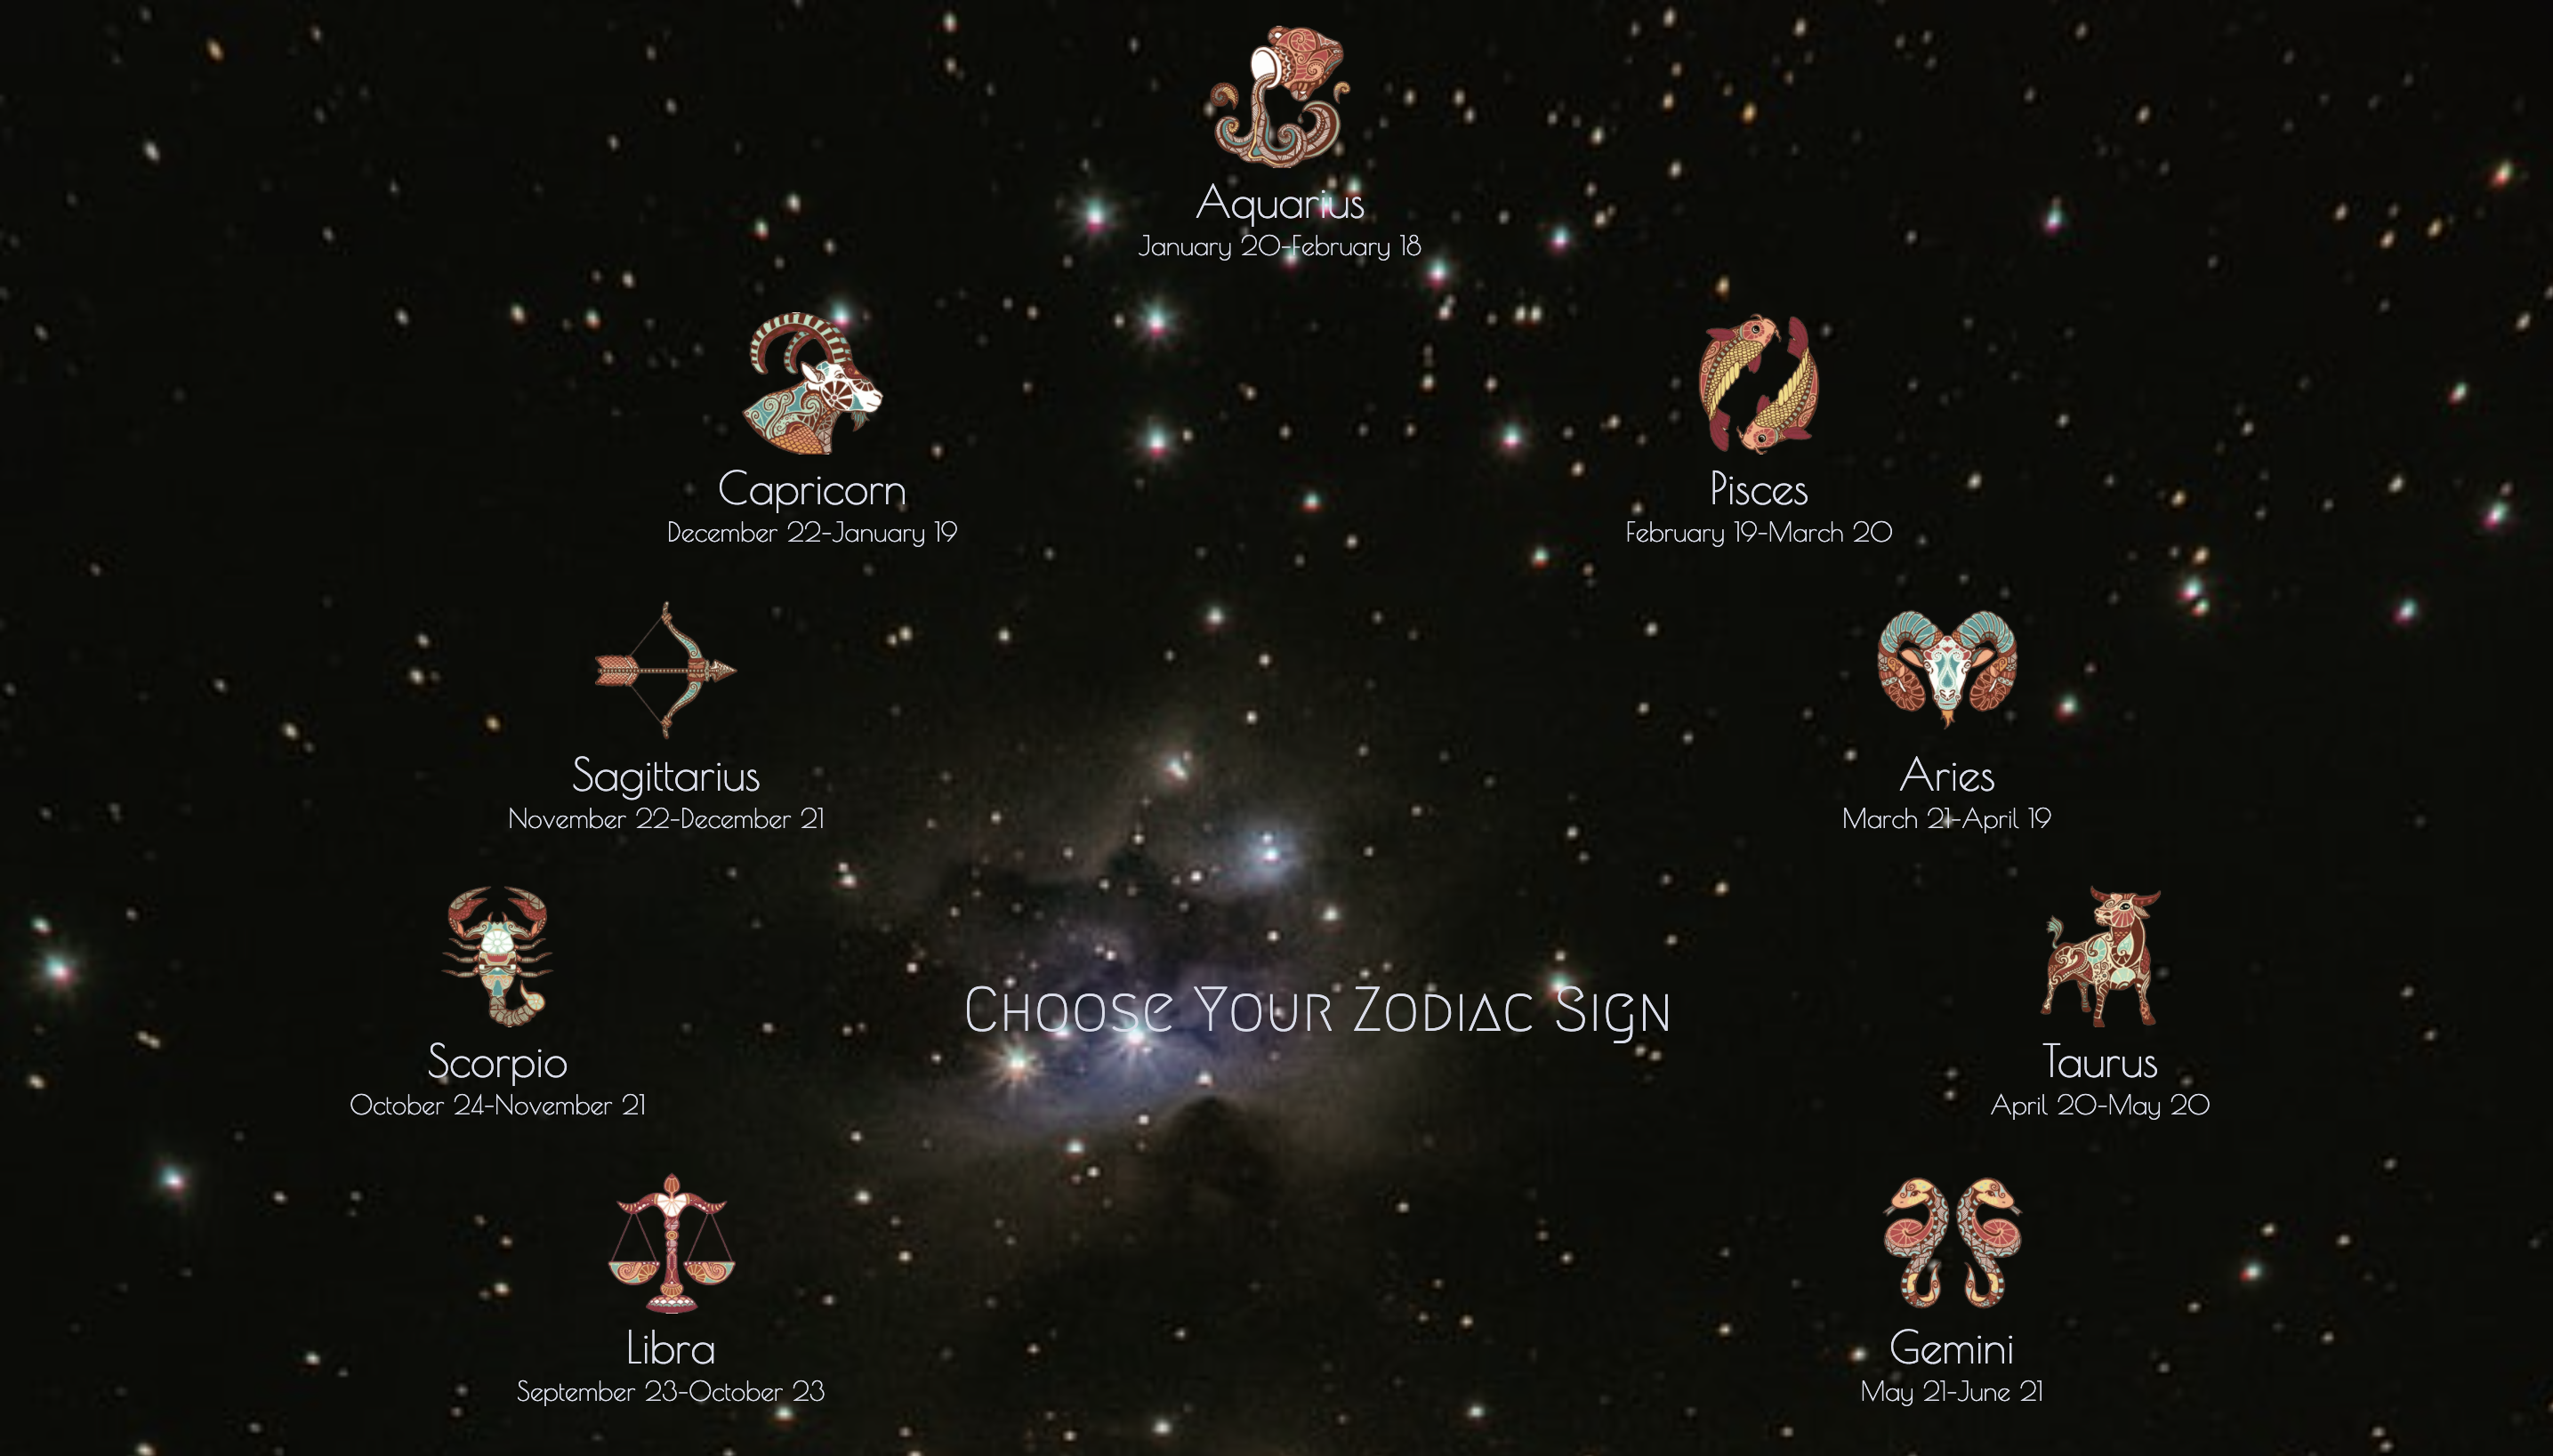 Aquarius
January 20-February 18
Capricorn
December 22-January 19
Pisces
February 19-March 20
Sagittarius
November 22-December 21
Aries
March 21-April 19
Choose Your Zodiac Sign
Scorpio
October 24-November 21
Taurus
April 20-May 20
Libra
September 23-October 23
Gemini
May 21-June 21